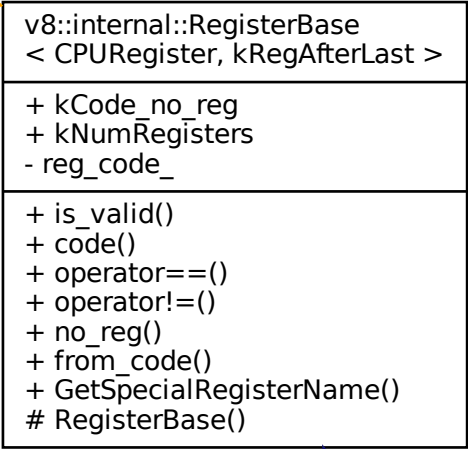 v8::internal::RegisterBase
< CPURegister, kRegAfterLast >
+ kCode_no_reg
+ kNumRegisters
- reg_code_
+ is_valid()
+ code()
+ operator==()
+ operator!=()
+ no_reg()
+ from_code()
+ GetSpecialRegisterName()
# RegisterBase()